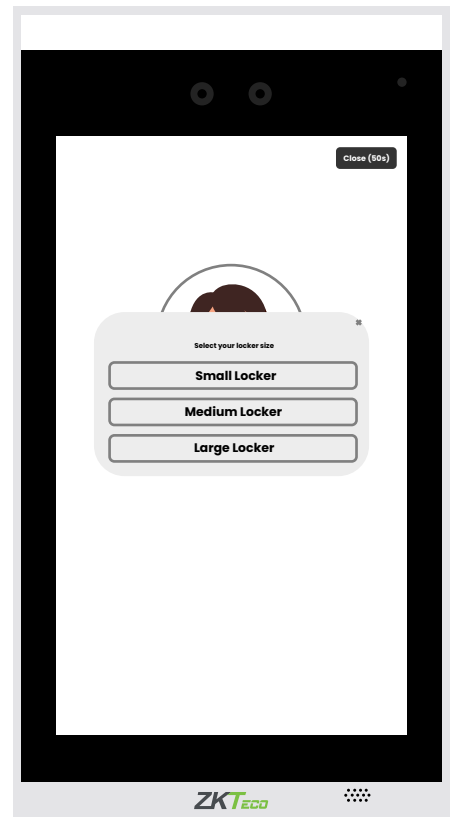 Close (50s)
Select your locker size
Small Locker
Medium Locker
Large Locker
ZKTeco